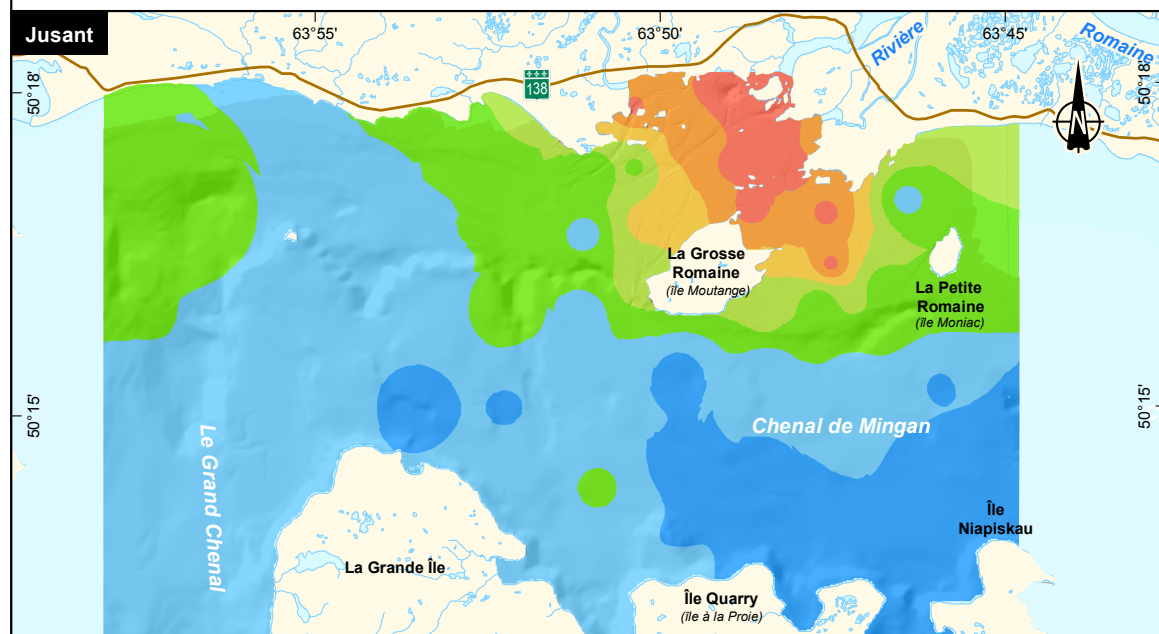 Jusant
63°55'
63°50'
63°45'
Rivière
Romaine
50°18'
50°18'
138
La Grosse
Romaine
(île Moutange)
La Petite
Romaine
(île Moniac)
N
50°15'
50°15'
Chenal de Mingan
Le Grand Chenal
Île
Niapiskau
La Grande Île
Île Quarry
(île à la Proie)